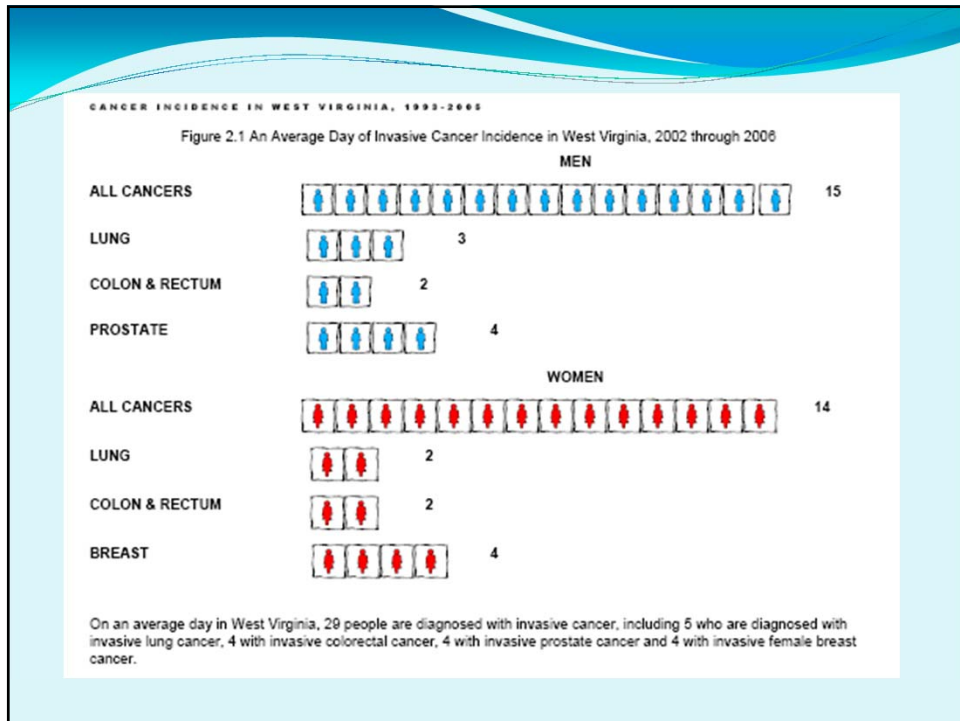 CANCER INCIDENCE IN WEST VIRGINIA, 1993-2006
Figure 2.1 An Average Day of Invasive Cancer Incidence in West Virginia, 2002 through 2006
MEN
ALL CANCERS 15
LUNG 3
COLON & RECTUM 2
PROSTATE 4
WOMEN
ALL CANCERS 14
LUNG 2
COLON & RECTUM 2
BREAST 4
On an average day in West Virginia, 29 people are diagnosed with invasive cancer, including 5 who are diagnosed with
invasive lung cancer, 4 with invasive colorectal cancer, 4 with invasive prostate cancer and 4 with invasive female breast
cancer.